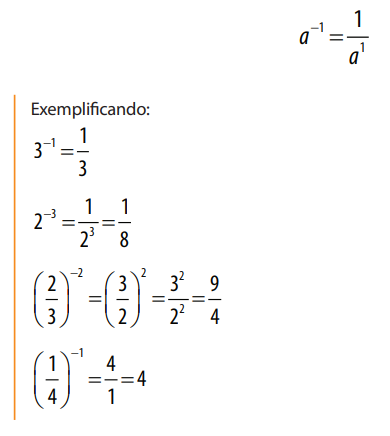 a⁻¹ = 1/a¹
Exemplificando:
3⁻¹ = 1/3
2⁻³ = 1/2³ = 1/8
(2/3)⁻² = (3/2)² = 3²/2² = 9/4
(1/4)⁻¹ = 4/1 = 4